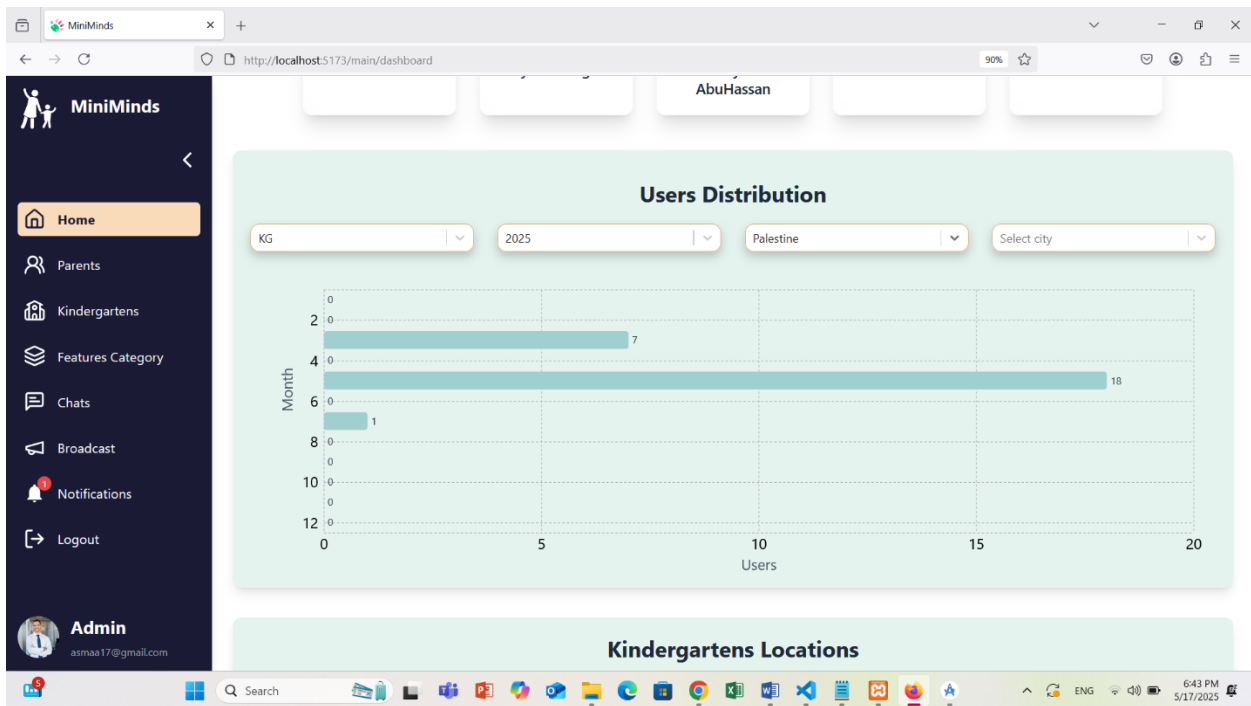 MiniMinds
http://localhost:5173/main/dashboard
90%
MiniMinds
AbuHassan
Users Distribution
KG
2025
Palestine
Select city
Home
Parents
Kindergartens
Features Category
Chats
Broadcast
1
Notifications
Logout
Admin
asmaa17@gmail.com
Month
0
2 0
7
4 0
18
6 0
1
8 0
0
10 0
0
12 0
0 5 10 15 20
Users
Kindergartens Locations
5
Search
ENG
6:43 PM
5/17/2025